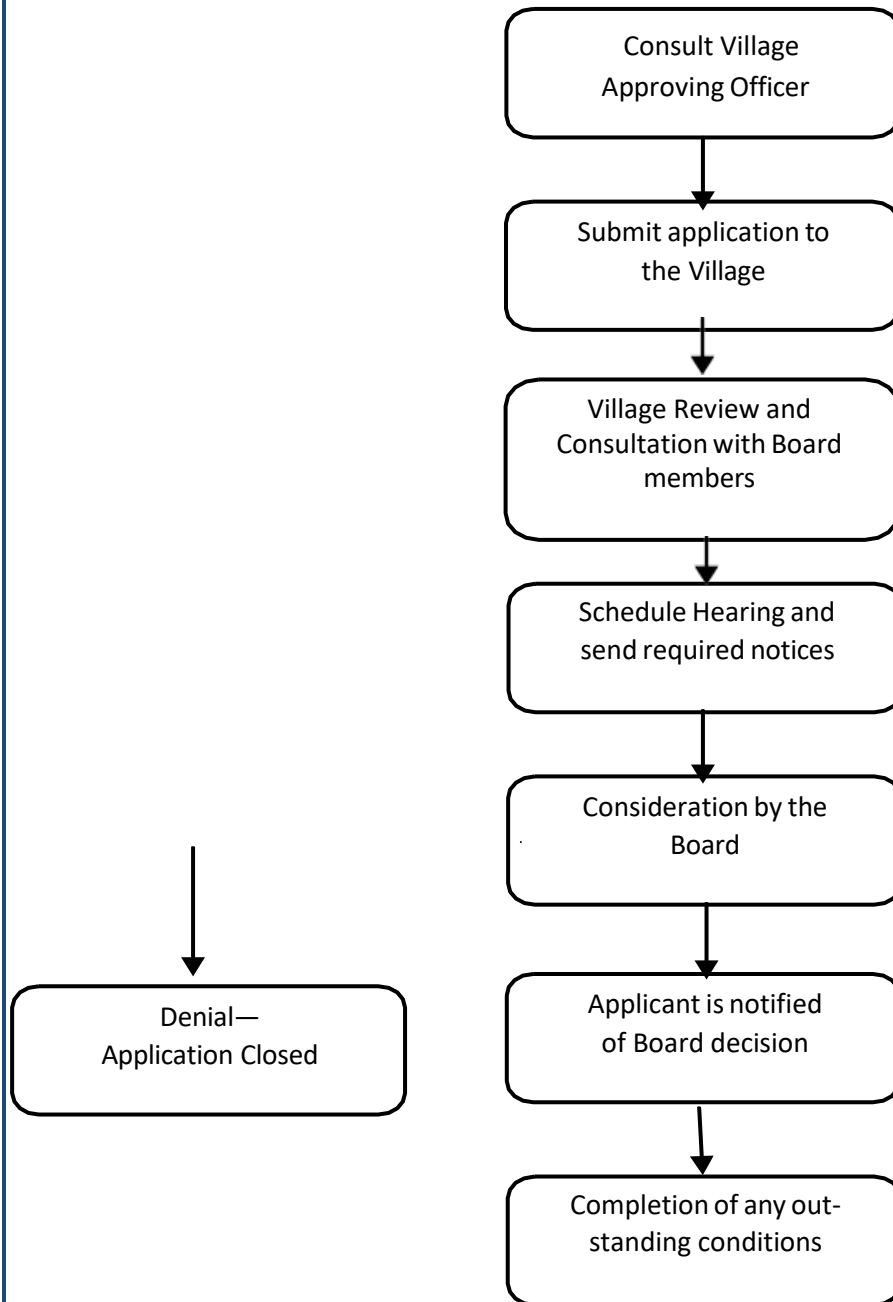 Consult Village
Approving Officer
Submit application to
the Village
Village Review and
Consultation with Board
members
Schedule Hearing and
send required notices
Consideration by the
Board
Denial—
Application Closed
Applicant is notified
of Board decision
Completion of any out-
standing conditions